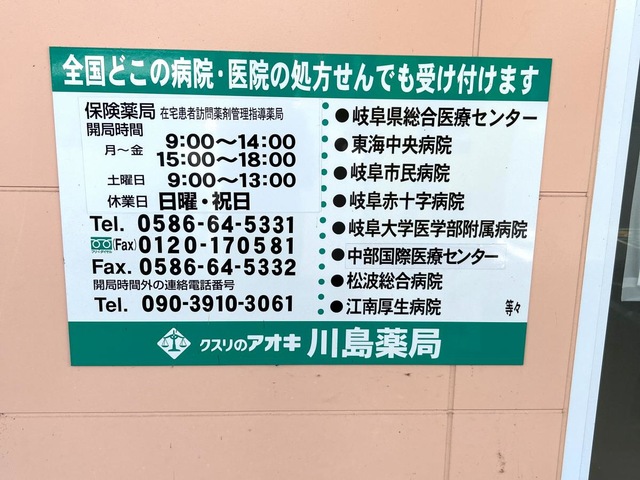 全国どこの病院・医院の処方せんでも受け付けます
保険薬局 在宅患者訪問薬剤管理指導薬局
開局時間
月〜金 9:00〜14:00
15:00〜18:00
土曜日 9:00〜13:00
休業日 日曜・祝日
Tel. 0586-64-5331
フリーダイヤル (Fax) 0120-170581
Fax. 0586-64-5332
開局時間外の連絡電話番号
Tel. 090-3910-3061
●岐阜県総合医療センター
●東海中央病院
●岐阜市民病院
●岐阜赤十字病院
●岐阜大学医学部附属病院
●中部国際医療センター
●松波総合病院
●江南厚生病院 等々
クスリのアオキ 川島薬局